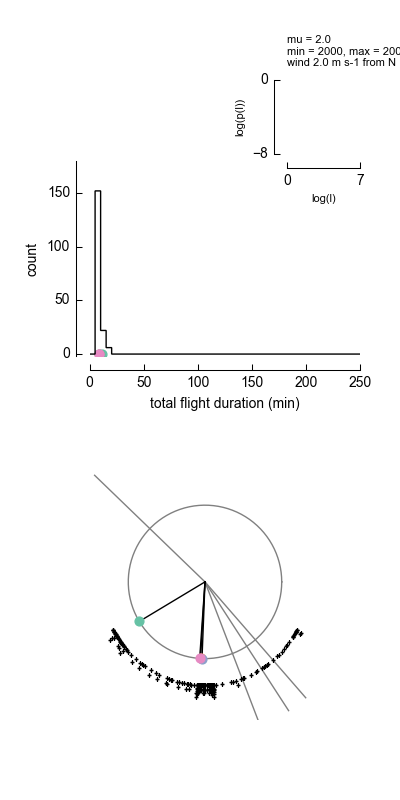 mu = 2.0
min = 2000, max = 200
wind 2.0 m s-1 from N
0
log(p(l))
−8
0 7
log(l)
150
count
100
50
0
0 50 100 150 200 250
total flight duration (min)